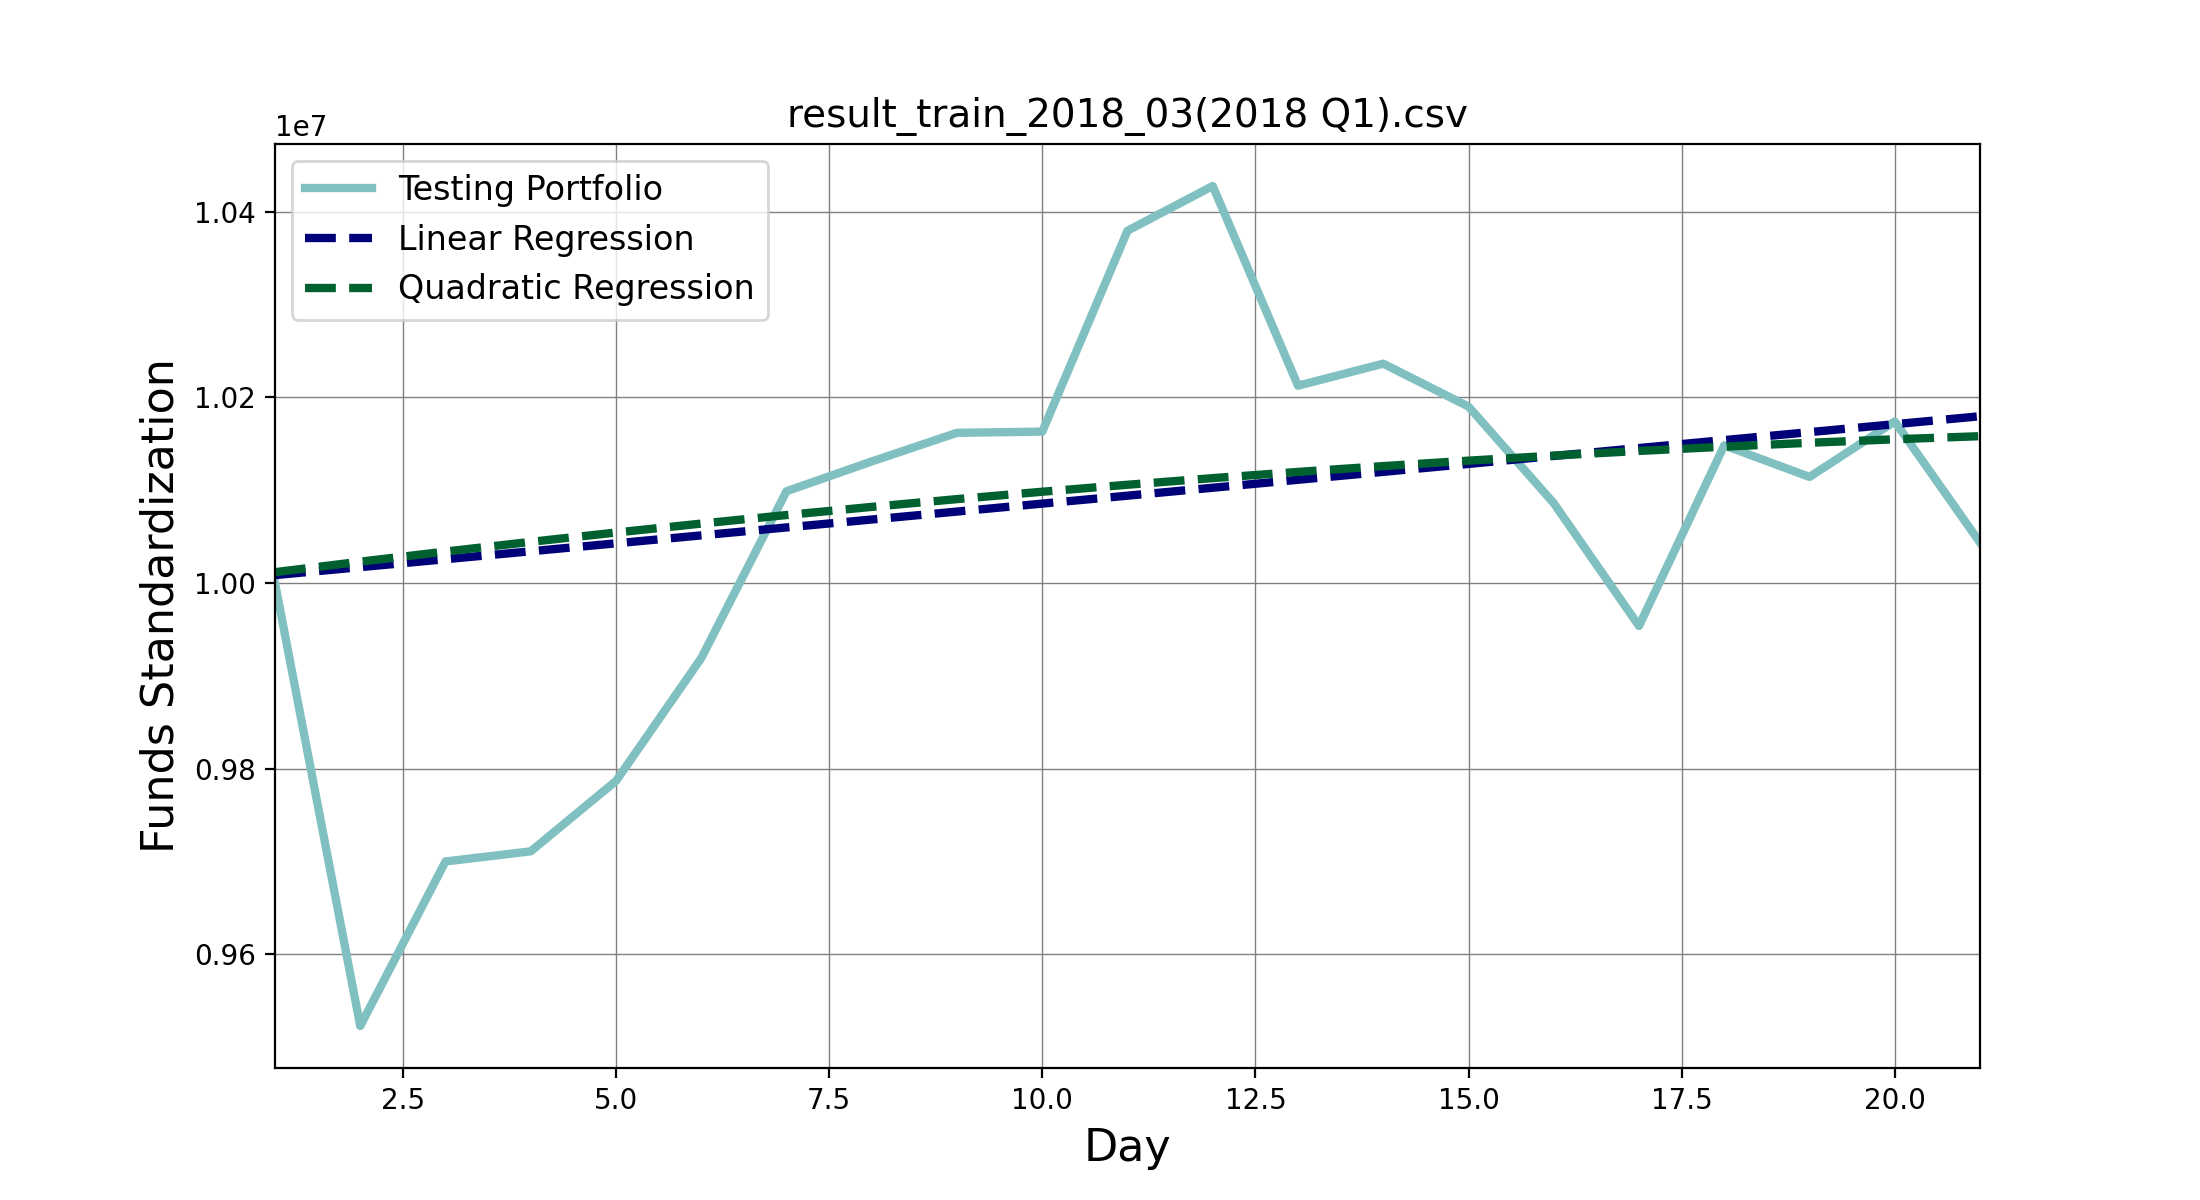 result_train_2018_03(2018 Q1).csv
1e7
Testing Portfolio
Linear Regression
Quadratic Regression
1.04
1.02
1.00
0.98
0.96
Funds Standardization
2.5 5.0 7.5 10.0 12.5 15.0 17.5 20.0
Day